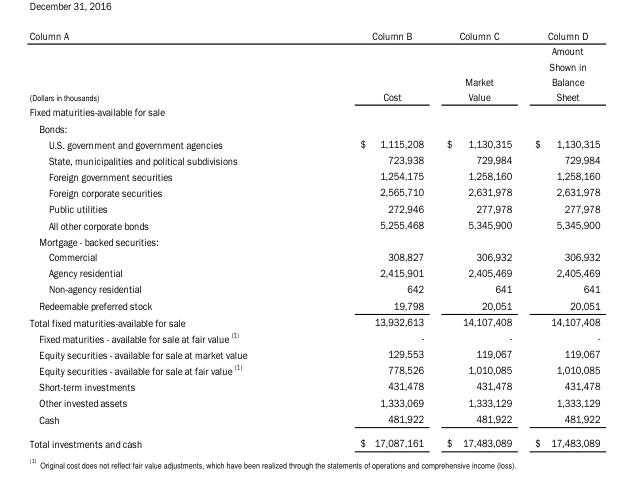 December 31, 2016
Column A Column B Column C Column D
Amount
Shown in
Market Balance
(Dollars in thousands) Cost Value Sheet
Fixed maturities-available for sale
Bonds:
U.S. government and government agencies $ 1,115,208 $ 1,130,315 $ 1,130,315
State, municipalities and political subdivisions 723,938 729,984 729,984
Foreign government securities 1,254,175 1,258,160 1,258,160
Foreign corporate securities 2,565,710 2,631,978 2,631,978
Public utilities 272,946 277,978 277,978
All other corporate bonds 5,255,468 5,345,900 5,345,900
Mortgage - backed securities:
Commercial 308,827 306,932 306,932
Agency residential 2,415,901 2,405,469 2,405,469
Non-agency residential 642 641 641
Redeemable preferred stock 19,798 20,051 20,051
Total fixed maturities-available for sale 13,932,613 14,107,408 14,107,408
Fixed maturities - available for sale at fair value (1) - - -
Equity securities - available for sale at market value 129,553 119,067 119,067
Equity securities - available for sale at fair value (1) 778,526 1,010,085 1,010,085
Short-term investments 431,478 431,478 431,478
Other invested assets 1,333,069 1,333,129 1,333,129
Cash 481,922 481,922 481,922
Total investments and cash $ 17,087,161 $ 17,483,089 $ 17,483,089
(1) Original cost does not reflect fair value adjustments, which have been realized through the statements of operations and comprehensive income (loss).